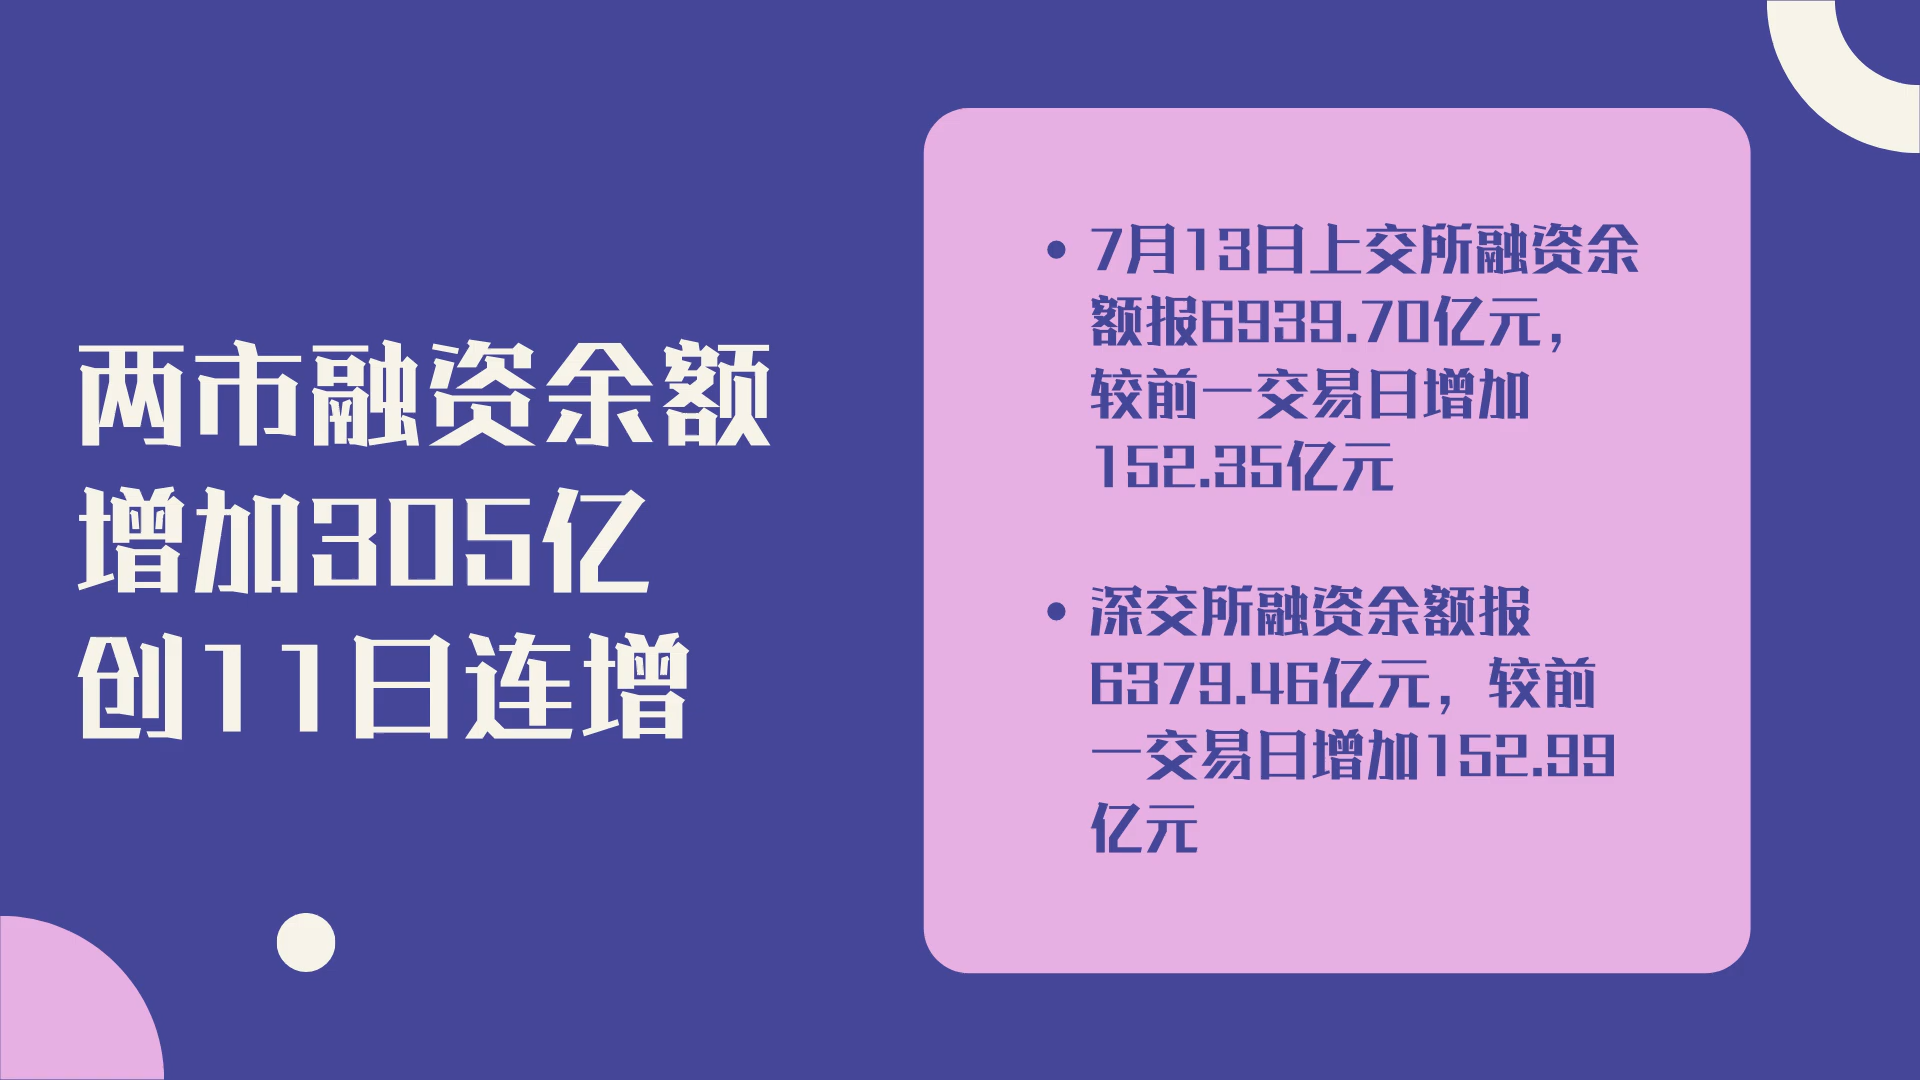 两市融资余额
增加305亿
创11日连增
7月13日上交所融资余
额报6939.70亿元，
较前一交易日增加
152.35亿元
深交所融资余额报
6379.46亿元，较前
一交易日增加152.99
亿元